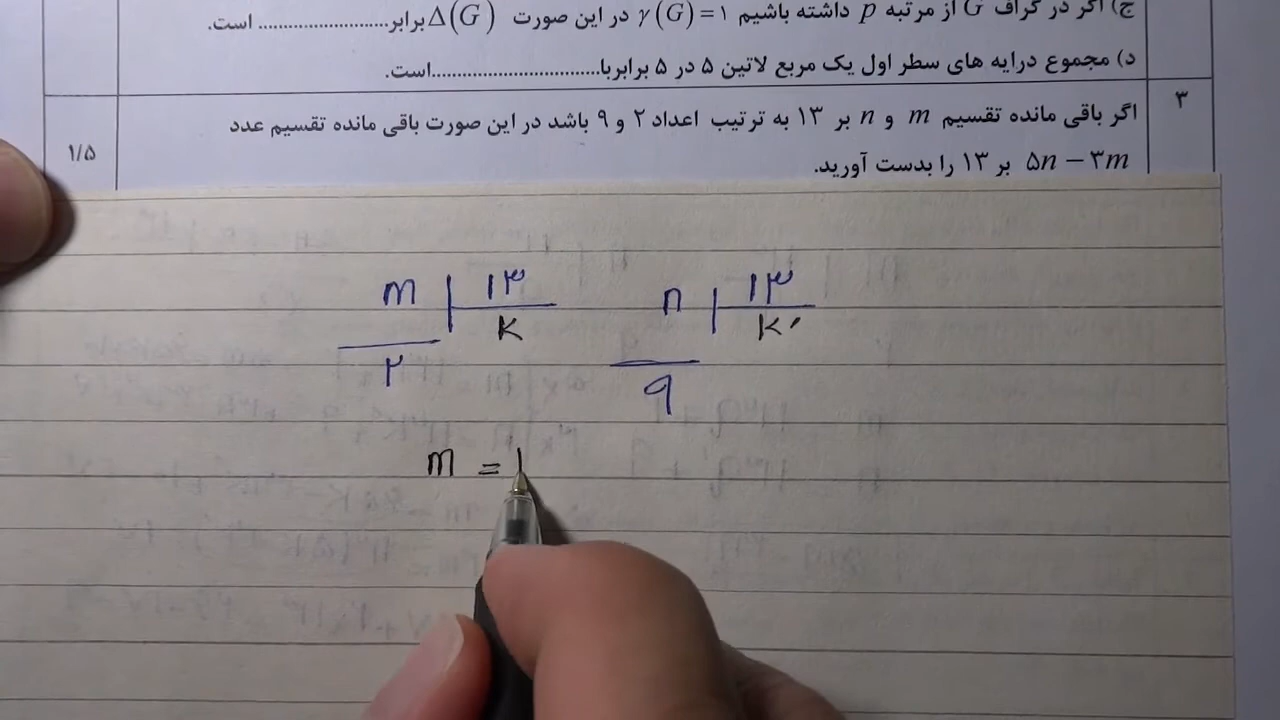 ج) اگر در گراف G از مرتبه p داشته باشیم γ(G)=۱ در این صورت Δ(G) برابر........................ است.
د) مجموع درایه های سطر اول یک مربع لاتین ۵ در ۵ برابربا................................است.
۳
اگر باقی مانده تقسیم m و n بر ۱۳ به ترتیب اعداد ۲ و ۹ باشد در این صورت باقی مانده تقسیم عدد
۵n − ۳m بر ۱۳ را بدست آورید.
۱/۵
m ۱۳ n ۱۳
k k′
۲ ۹
m = ۱